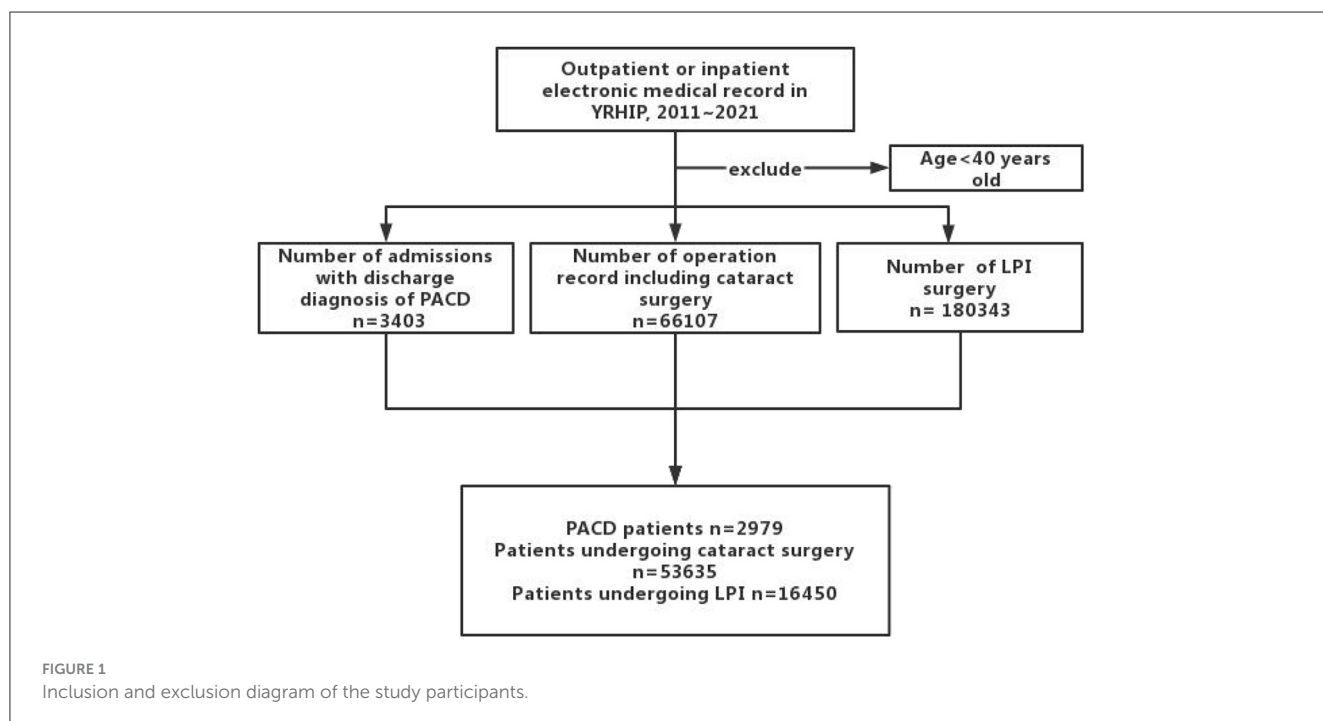 Outpatient or inpatient
electronic medical record in
YRHIP, 2011~2021
exclude
Age<40 years
old
Number of admissions
with discharge
diagnosis of PACD
n=3403
Number of operation
record including cataract
surgery
n=66107
Number of LPI
surgery
n= 180343
PACD patients n=2979
Patients undergoing cataract surgery
n=53635
Patients undergoing LPI n=16450
FIGURE 1
Inclusion and exclusion diagram of the study participants.